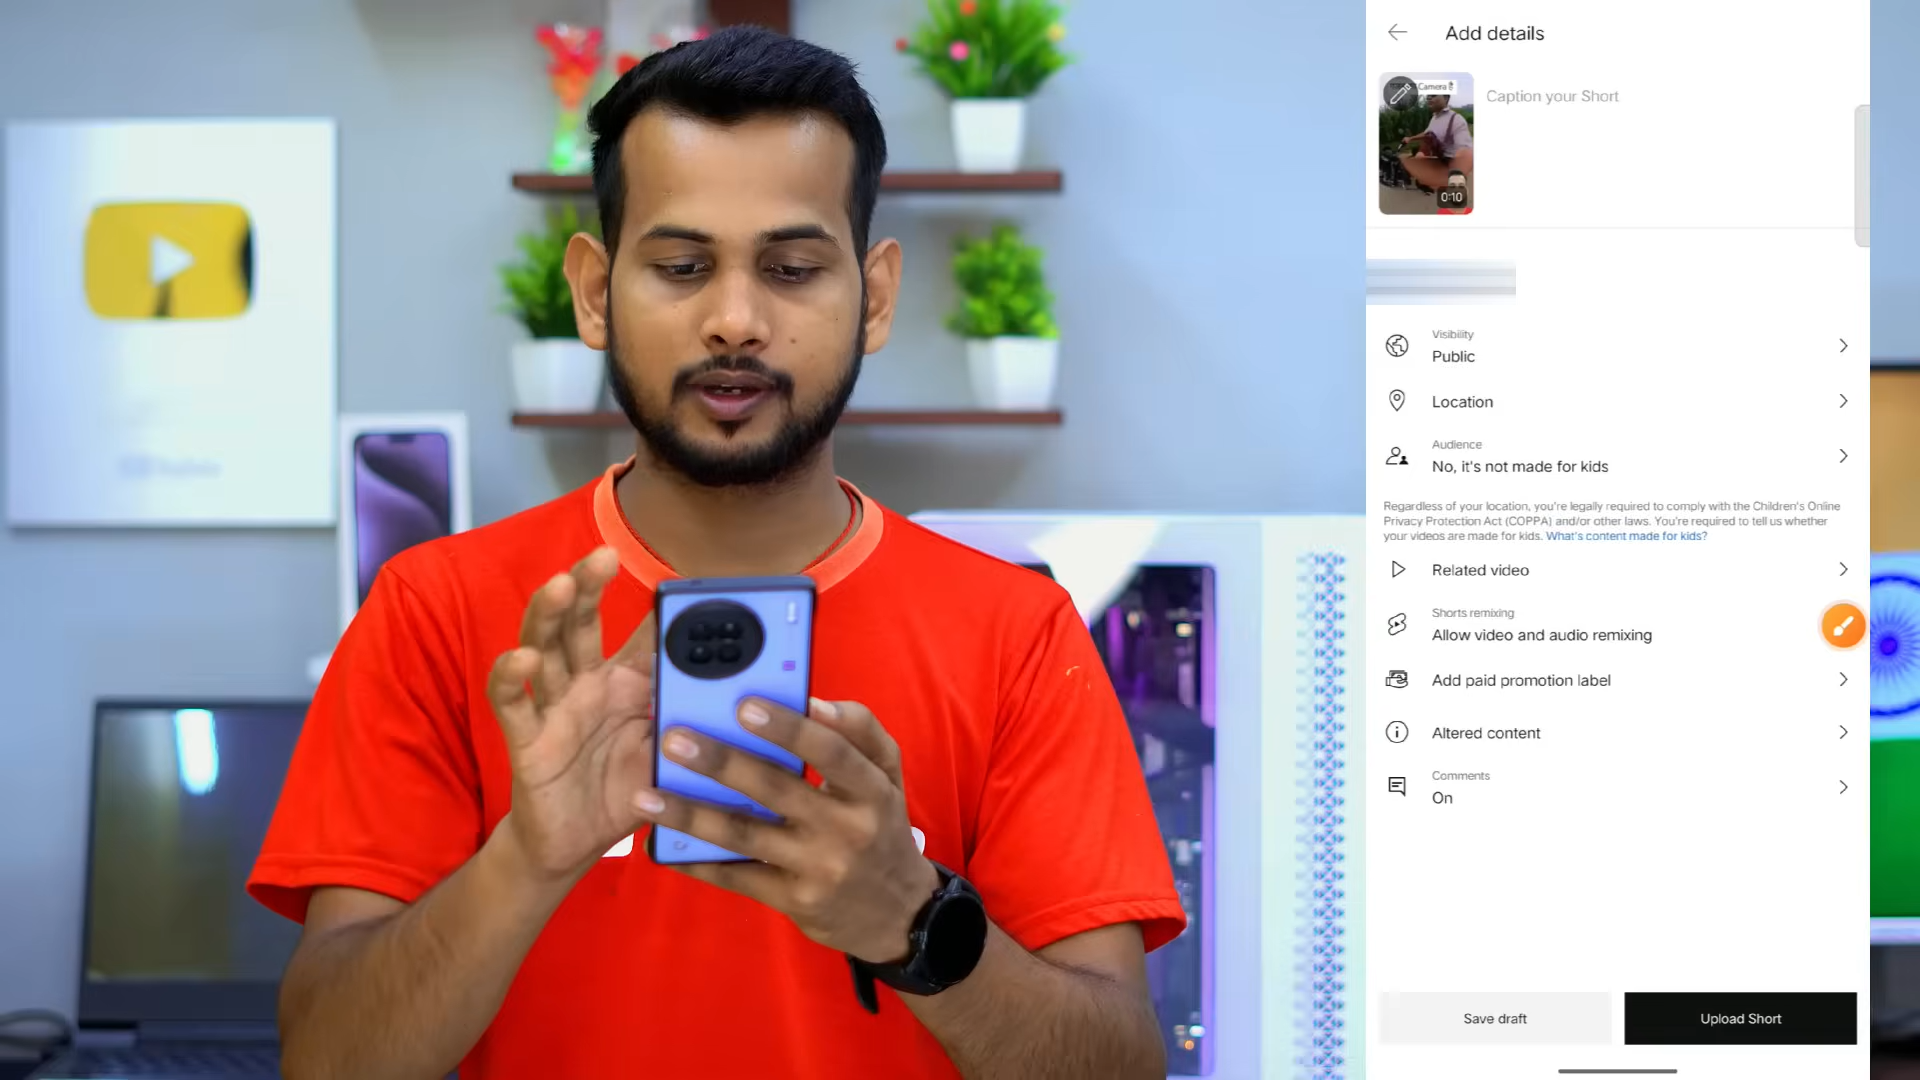 Add details
Camera
Caption your Short
0:10
Visibility
Public
Location
Audience
No, it's not made for kids
Regardless of your location, you're legally required to comply with the Children's Online
Privacy Protection Act (COPPA) and/or other laws. You're required to tell us whether
your videos are made for kids. What's content made for kids?
Related video
Shorts remixing
Allow video and audio remixing
Add paid promotion label
Altered content
Comments
On
Save draft
Upload Short